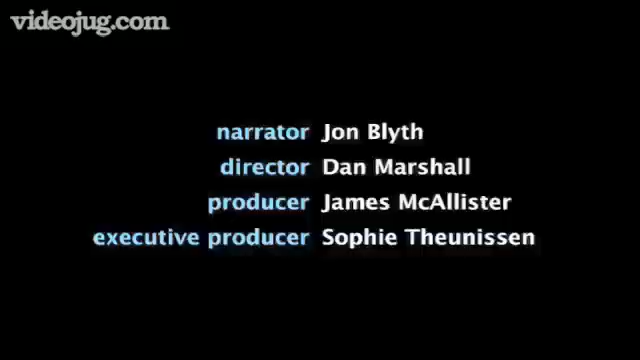 videojug.com
narrator Jon Blyth
director Dan Marshall
producer James McAllister
executive producer Sophie Theunissen